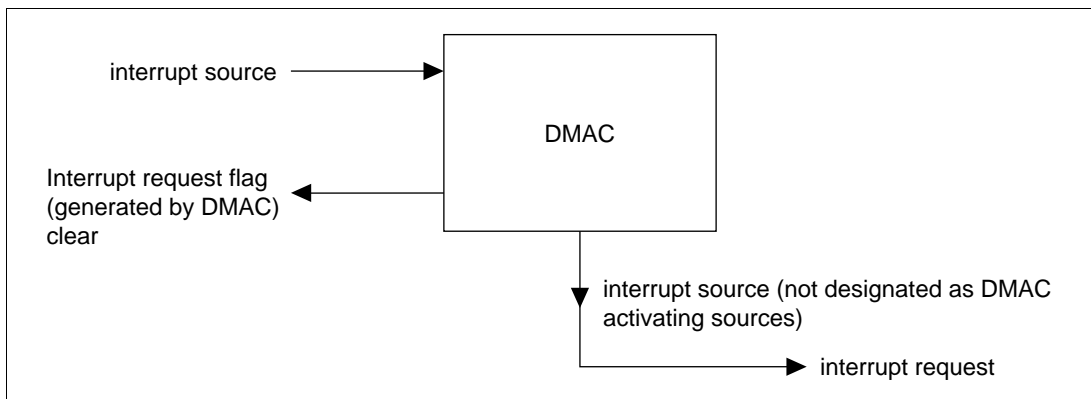 interrupt source
DMAC
Interrupt request flag
(generated by DMAC)
clear
interrupt source (not designated as DMAC
activating sources)
interrupt request